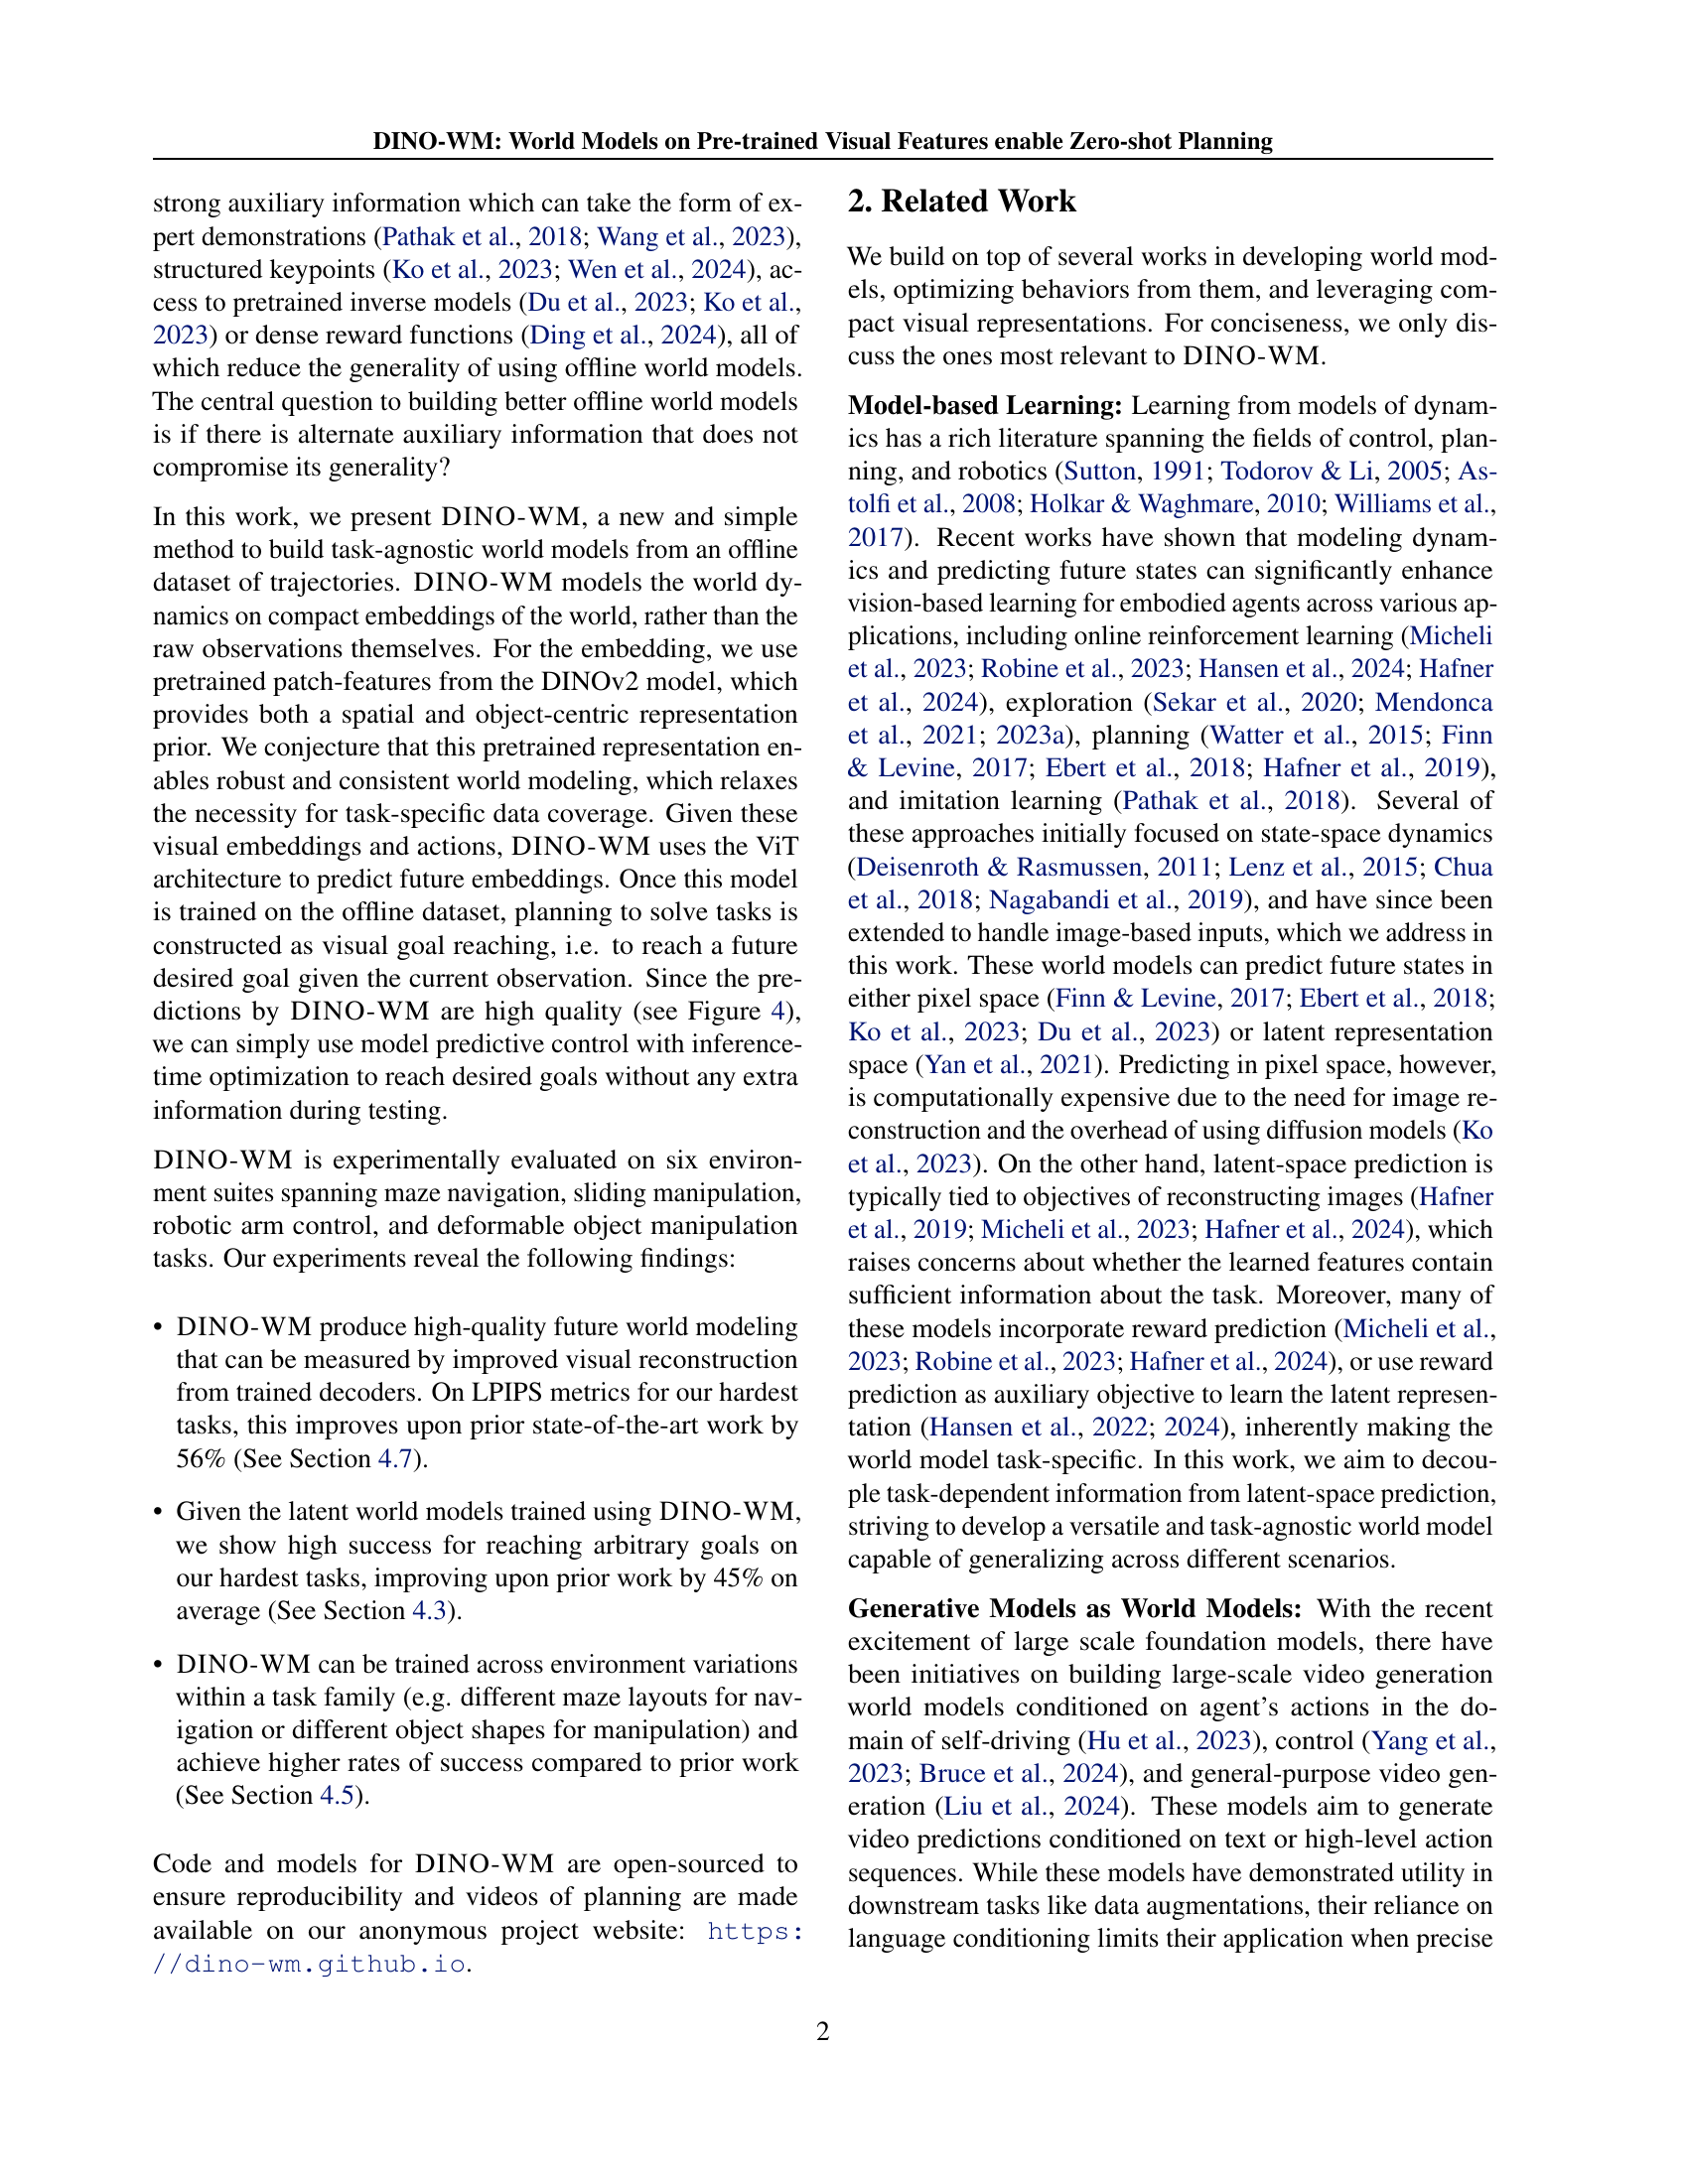 DINO-WM: World Models on Pre-trained Visual Features enable Zero-shot Planning
strong auxiliary information which can take the form of ex-
pert demonstrations (Pathak et al., 2018; Wang et al., 2023),
structured keypoints (Ko et al., 2023; Wen et al., 2024), ac-
cess to pretrained inverse models (Du et al., 2023; Ko et al.,
2023) or dense reward functions (Ding et al., 2024), all of
which reduce the generality of using offline world models.
The central question to building better offline world models
is if there is alternate auxiliary information that does not
compromise its generality?
In this work, we present DINO-WM, a new and simple
method to build task-agnostic world models from an offline
dataset of trajectories. DINO-WM models the world dy-
namics on compact embeddings of the world, rather than the
raw observations themselves. For the embedding, we use
pretrained patch-features from the DINOv2 model, which
provides both a spatial and object-centric representation
prior. We conjecture that this pretrained representation en-
ables robust and consistent world modeling, which relaxes
the necessity for task-specific data coverage. Given these
visual embeddings and actions, DINO-WM uses the ViT
architecture to predict future embeddings. Once this model
is trained on the offline dataset, planning to solve tasks is
constructed as visual goal reaching, i.e. to reach a future
desired goal given the current observation. Since the pre-
dictions by DINO-WM are high quality (see Figure 4),
we can simply use model predictive control with inference-
time optimization to reach desired goals without any extra
information during testing.
DINO-WM is experimentally evaluated on six environ-
ment suites spanning maze navigation, sliding manipulation,
robotic arm control, and deformable object manipulation
tasks. Our experiments reveal the following findings:
• DINO-WM produce high-quality future world modeling
that can be measured by improved visual reconstruction
from trained decoders. On LPIPS metrics for our hardest
tasks, this improves upon prior state-of-the-art work by
56% (See Section 4.7).
• Given the latent world models trained using DINO-WM,
we show high success for reaching arbitrary goals on
our hardest tasks, improving upon prior work by 45% on
average (See Section 4.3).
• DINO-WM can be trained across environment variations
within a task family (e.g. different maze layouts for nav-
igation or different object shapes for manipulation) and
achieve higher rates of success compared to prior work
(See Section 4.5).
Code and models for DINO-WM are open-sourced to
ensure reproducibility and videos of planning are made
available on our anonymous project website: https:
//dino-wm.github.io.
2. Related Work
We build on top of several works in developing world mod-
els, optimizing behaviors from them, and leveraging com-
pact visual representations. For conciseness, we only dis-
cuss the ones most relevant to DINO-WM.
Model-based Learning: Learning from models of dynam-
ics has a rich literature spanning the fields of control, plan-
ning, and robotics (Sutton, 1991; Todorov & Li, 2005; As-
tolfi et al., 2008; Holkar & Waghmare, 2010; Williams et al.,
2017). Recent works have shown that modeling dynam-
ics and predicting future states can significantly enhance
vision-based learning for embodied agents across various ap-
plications, including online reinforcement learning (Micheli
et al., 2023; Robine et al., 2023; Hansen et al., 2024; Hafner
et al., 2024), exploration (Sekar et al., 2020; Mendonca
et al., 2021; 2023a), planning (Watter et al., 2015; Finn
& Levine, 2017; Ebert et al., 2018; Hafner et al., 2019),
and imitation learning (Pathak et al., 2018). Several of
these approaches initially focused on state-space dynamics
(Deisenroth & Rasmussen, 2011; Lenz et al., 2015; Chua
et al., 2018; Nagabandi et al., 2019), and have since been
extended to handle image-based inputs, which we address in
this work. These world models can predict future states in
either pixel space (Finn & Levine, 2017; Ebert et al., 2018;
Ko et al., 2023; Du et al., 2023) or latent representation
space (Yan et al., 2021). Predicting in pixel space, however,
is computationally expensive due to the need for image re-
construction and the overhead of using diffusion models (Ko
et al., 2023). On the other hand, latent-space prediction is
typically tied to objectives of reconstructing images (Hafner
et al., 2019; Micheli et al., 2023; Hafner et al., 2024), which
raises concerns about whether the learned features contain
sufficient information about the task. Moreover, many of
these models incorporate reward prediction (Micheli et al.,
2023; Robine et al., 2023; Hafner et al., 2024), or use reward
prediction as auxiliary objective to learn the latent represen-
tation (Hansen et al., 2022; 2024), inherently making the
world model task-specific. In this work, we aim to decou-
ple task-dependent information from latent-space prediction,
striving to develop a versatile and task-agnostic world model
capable of generalizing across different scenarios.
Generative Models as World Models: With the recent
excitement of large scale foundation models, there have
been initiatives on building large-scale video generation
world models conditioned on agent's actions in the do-
main of self-driving (Hu et al., 2023), control (Yang et al.,
2023; Bruce et al., 2024), and general-purpose video gen-
eration (Liu et al., 2024). These models aim to generate
video predictions conditioned on text or high-level action
sequences. While these models have demonstrated utility in
downstream tasks like data augmentations, their reliance on
language conditioning limits their application when precise
2